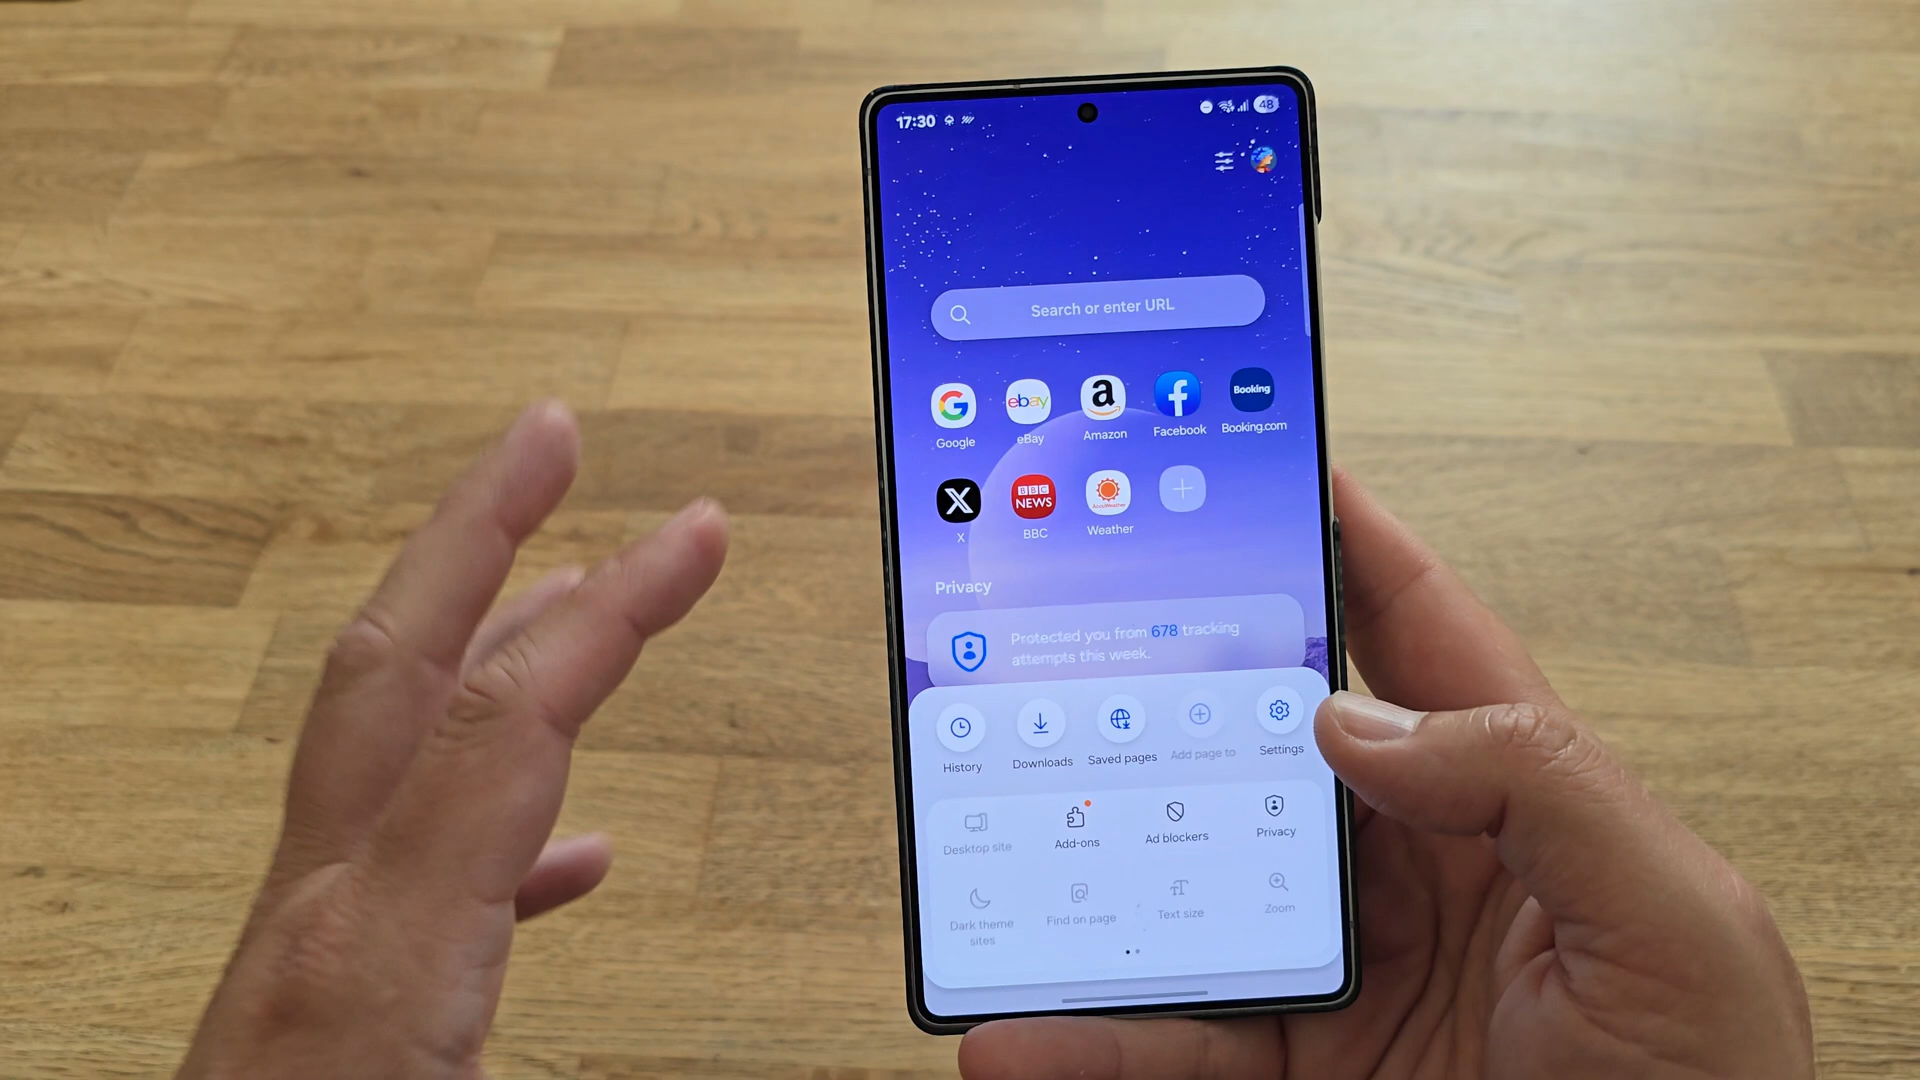 17:30
48
Search or enter URL
ebay
a
Booking
Google
eBay
Amazon
Facebook
Booking.com
X
BBC
NEWS
AccuWeather
X
BBC
Weather
Privacy
Protected you from 678 tracking
attempts this week.
History
Downloads
Saved pages
Add page to
Settings
Desktop site
Add-ons
Ad blockers
Privacy
Dark theme
sites
Find on page
Text size
Zoom